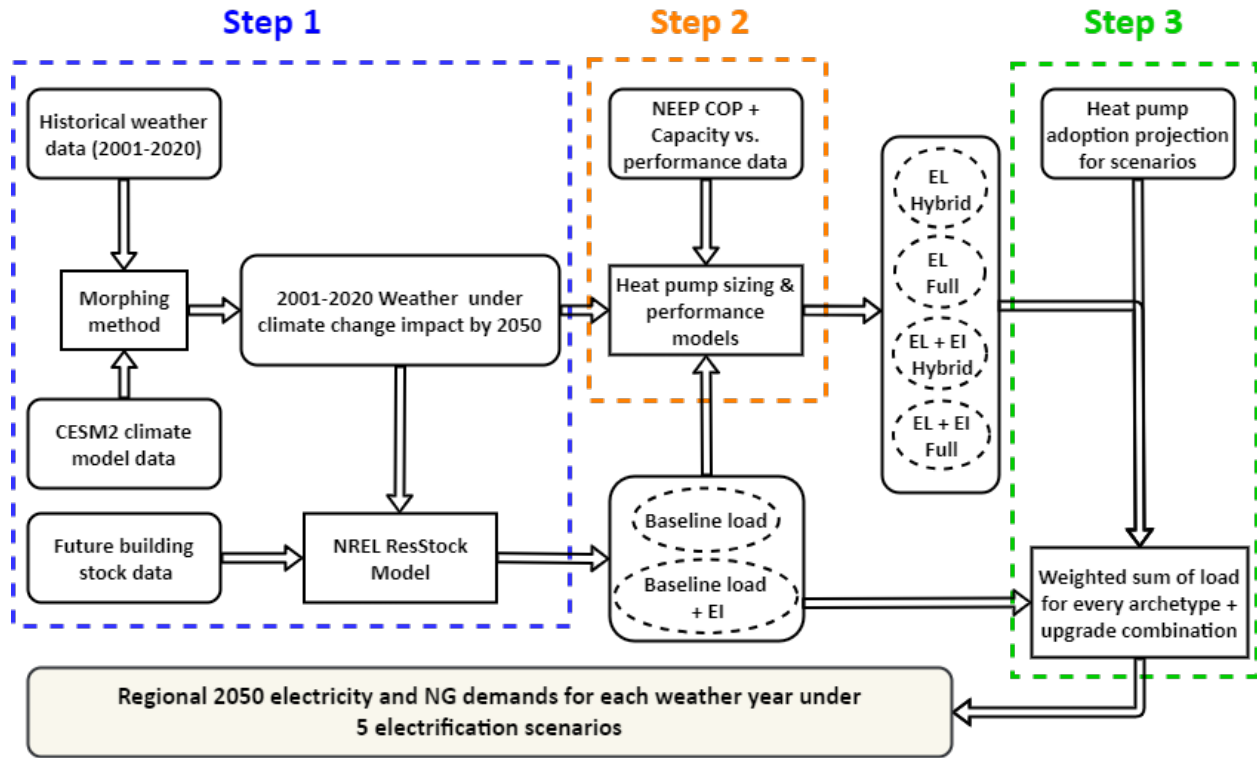 Step 1
Step 2
Step 3
Historical weather
data (2001-2020)
Morphing
method
CESM2 climate
model data
2001-2020 Weather under
climate change impact by 2050
Future building
stock data
NREL ResStock
Model
NEEP COP +
Capacity vs.
performance data
Heat pump sizing &
performance
models
Baseline load
Baseline load
+ EI
EL
Hybrid
EL
Full
EL + EI
Hybrid
EL + EI
Full
Heat pump
adoption projection
for scenarios
Weighted sum of load
for every archetype +
upgrade combination
Regional 2050 electricity and NG demands for each weather year under
5 electrification scenarios